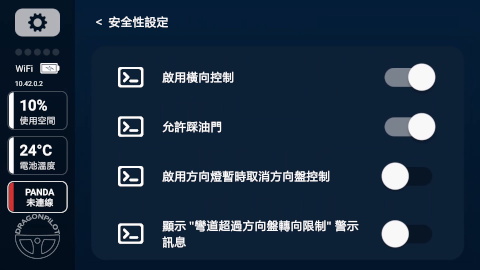 < 安全性設定
WiFi
10.42.0.2
10%
使用空間
24°C
電池溫度
PANDA
未連線
DRAGONPILOT
啟用橫向控制
允許踩油門
啟用方向燈暫時取消方向盤控制
顯示 "彎道超過方向盤轉向限制" 警示
訊息